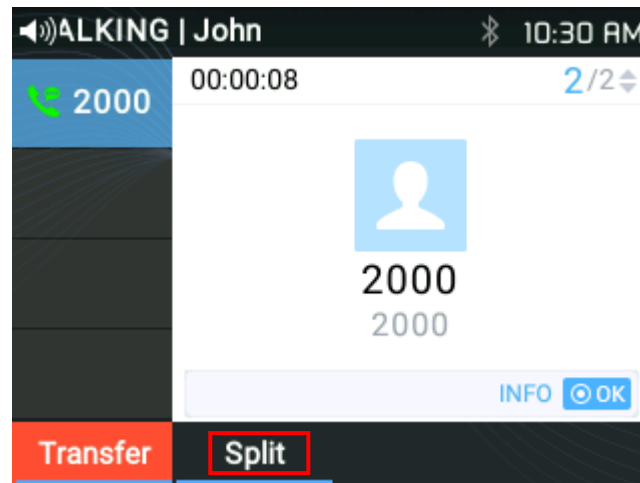 ALKING | John 10:30 AM
2000
00:00:08 2/2
2000
2000
INFO OK
Transfer Split